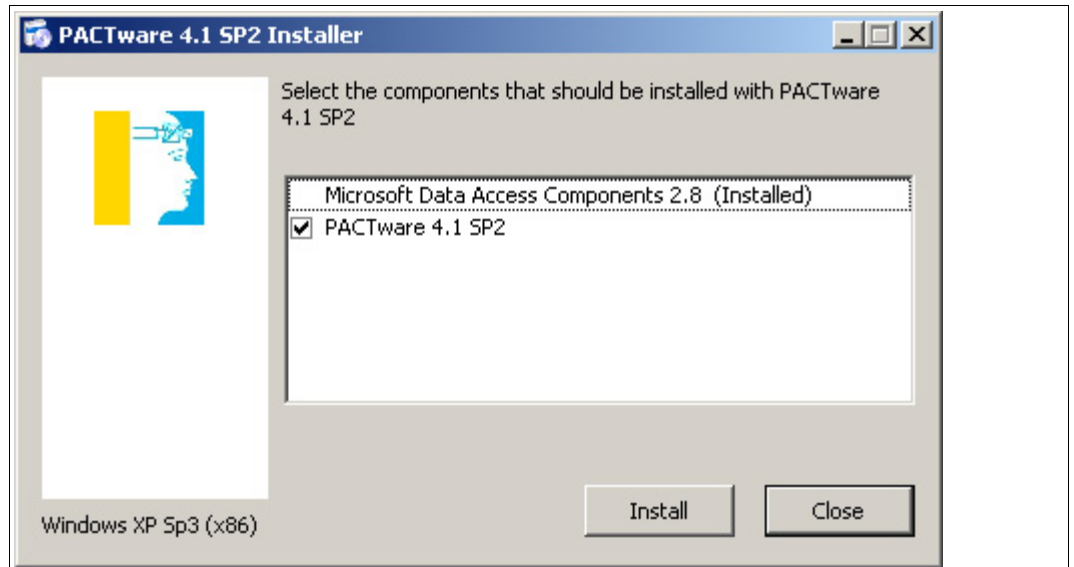 PACTware 4.1 SP2 Installer
Select the components that should be installed with PACTware
4.1 SP2
Microsoft Data Access Components 2.8 (Installed)
PACTware 4.1 SP2
Install
Close
Windows XP Sp3 (x86)